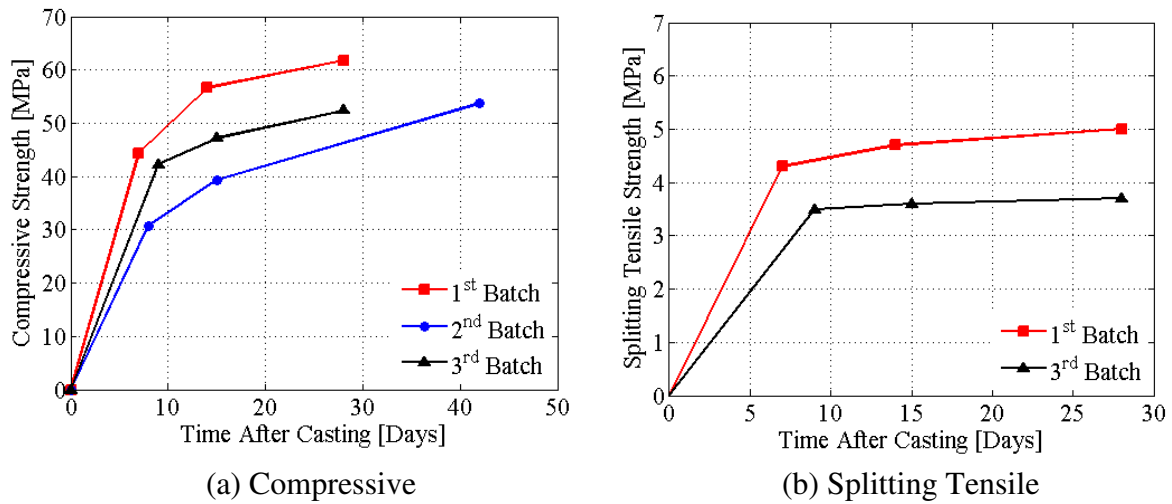 70
60
50
40
30
20
10
0
Compressive Strength [MPa]
1st Batch
2nd Batch
3rd Batch
0 10 20 30 40 50
Time After Casting [Days]
(a) Compressive
7
6
5
4
3
2
1
0
Splitting Tensile Strength [MPa]
1st Batch
3rd Batch
0 5 10 15 20 25 30
Time After Casting [Days]
(b) Splitting Tensile